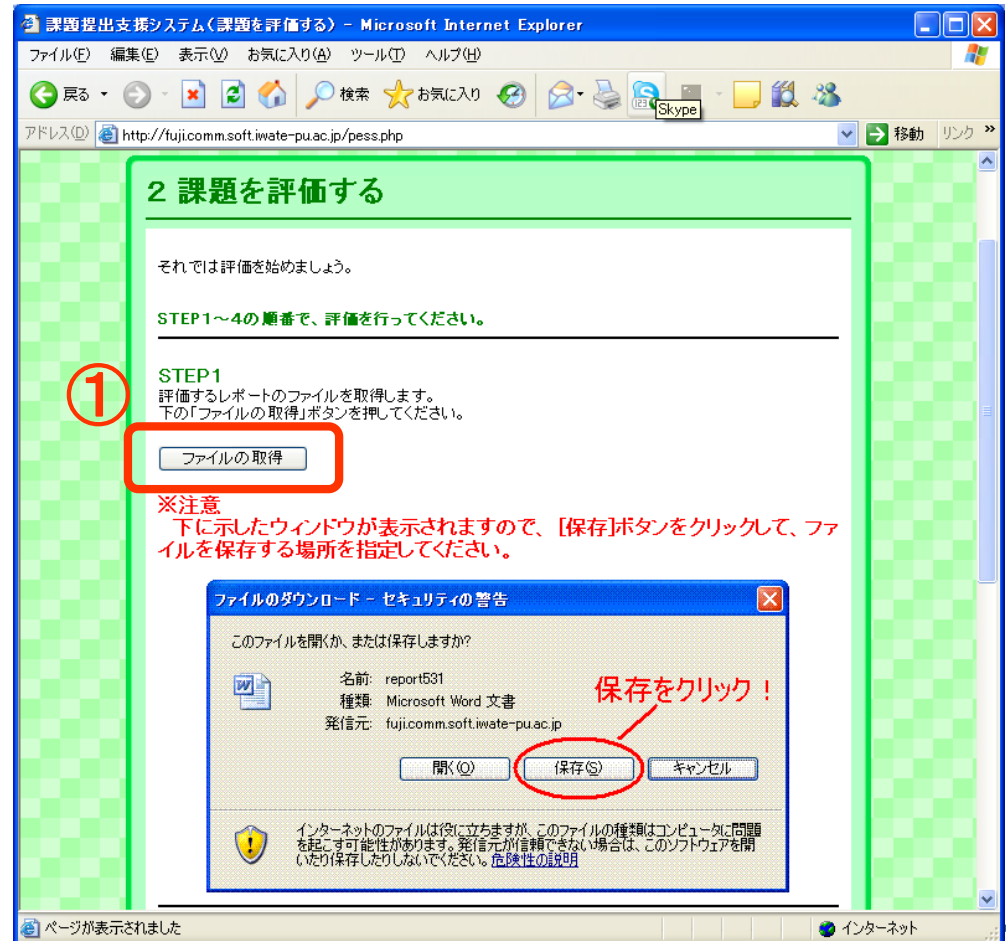 課題提出支援システム(課題を評価する) - Microsoft Internet Explorer
ファイル(F) 編集(E) 表示(V) お気に入り(A) ツール(T) ヘルプ(H)
戻る 検索 お気に入り 123
Skype
アドレス(D) http://fuji.comm.soft.iwate-pu.ac.jp/pess.php 移動 リンク »
2 課題を評価する
それでは評価を始めましょう。
STEP1～4の順番で、評価を行ってください。
①
STEP1
評価するレポートのファイルを取得します。
下の「ファイルの取得」ボタンを押してください。
ファイルの取得
※注意
下に示したウィンドウが表示されますので、[保存]ボタンをクリックして、ファ
イルを保存する場所を指定してください。
ファイルのダウンロード - セキュリティの警告
このファイルを開くか、または保存しますか?
名前: report531
種類: Microsoft Word 文書
発信元: fuji.comm.soft.iwate-pu.ac.jp
保存をクリック！
開く(O) 保存(S) キャンセル
インターネットのファイルは役に立ちますが、このファイルの種類はコンピュータに問題
を起こす可能性があります。発信元が信頼できない場合は、このソフトウェアを開
いたり保存したりしないでください。危険性の説明
ページが表示されました インターネット